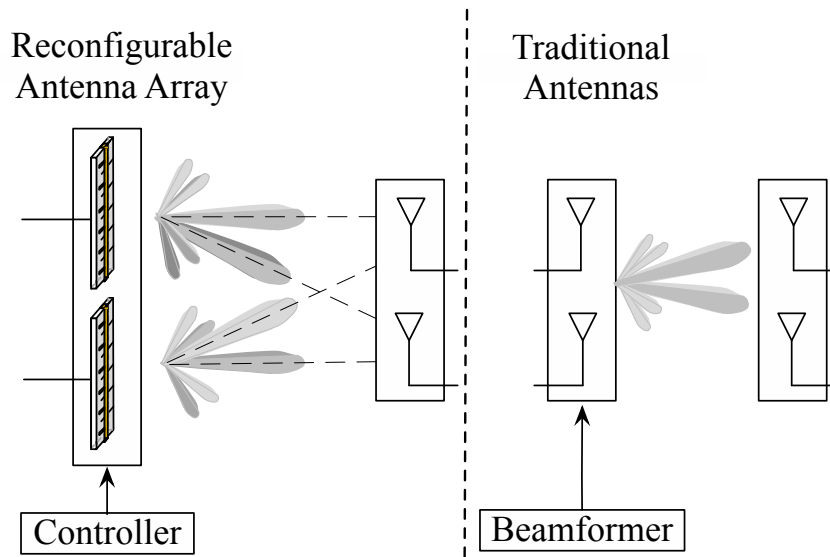 Reconfigurable
Antenna Array
Traditional
Antennas
Controller
Beamformer